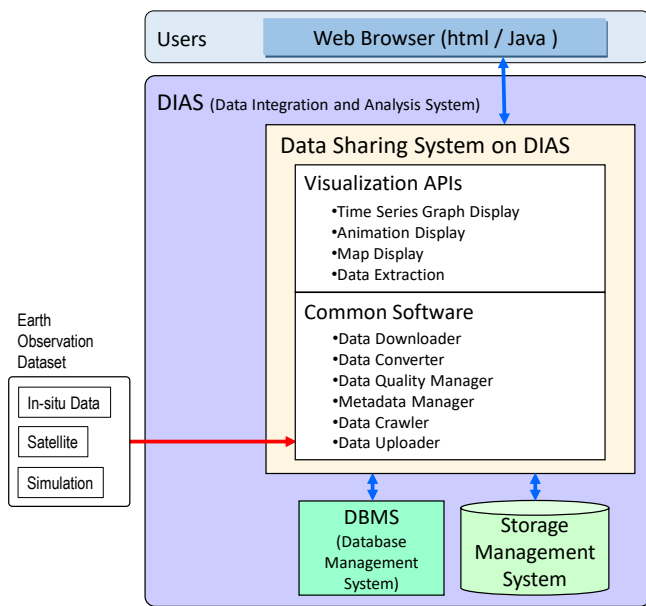 Users
Web Browser (html / Java )
DIAS (Data Integration and Analysis System)
Data Sharing System on DIAS
Visualization APIs
•Time Series Graph Display
•Animation Display
•Map Display
•Data Extraction
Common Software
•Data Downloader
•Data Converter
•Data Quality Manager
•Metadata Manager
•Data Crawler
•Data Uploader
Earth
Observation
Dataset
In-situ Data
Satellite
Simulation
DBMS
(Database
Management
System)
Storage
Management
System